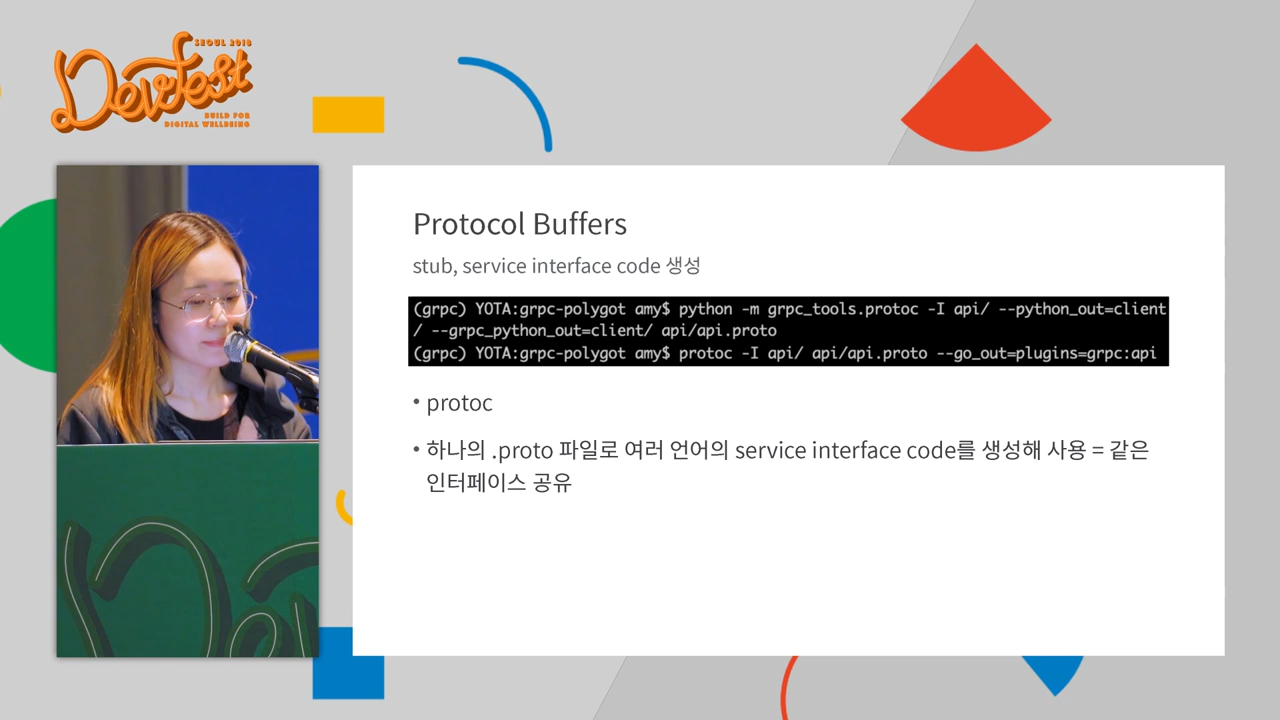 SEOUL 2018
DevFest
BUILD FOR
DIGITAL WELLBEING
Protocol Buffers
stub, service interface code 생성
(grpc) YOTA:grpc-polygot amy$ python -m grpc_tools.protoc -I api/ --python_out=client
/ --grpc_python_out=client/ api/api.proto
(grpc) YOTA:grpc-polygot amy$ protoc -I api/ api/api.proto --go_out=plugins=grpc:api
• protoc
• 하나의 .proto 파일로 여러 언어의 service interface code를 생성해 사용 = 같은
인터페이스 공유
Dev